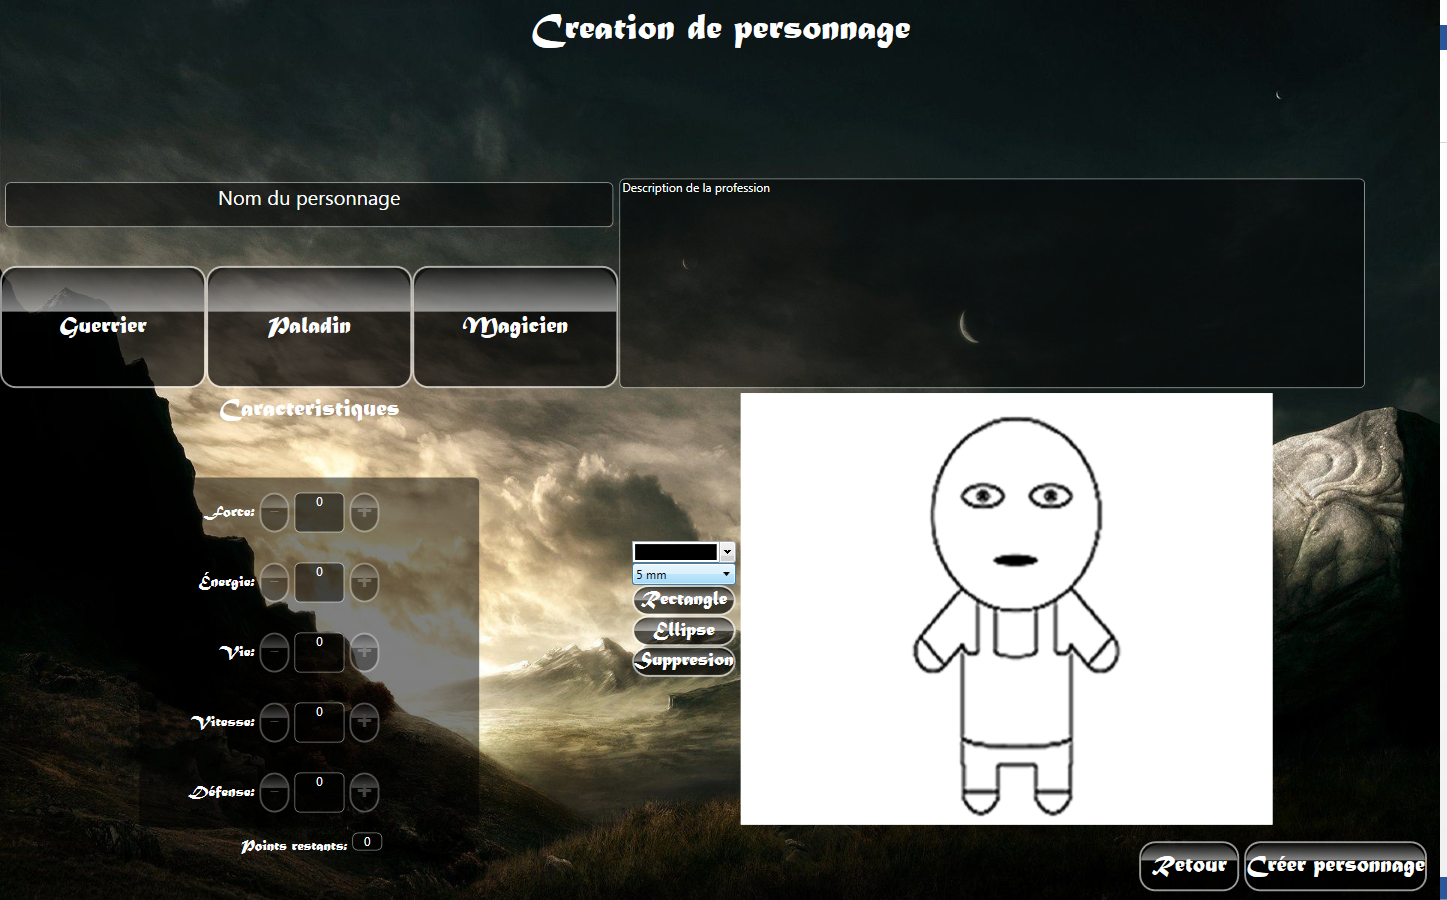 Creation de personnage
Nom du personnage
Description de la profession
Guerrier
Paladin
Magicien
Caracteristiques
Force: - 0 +
Énergie: - 0 +
Vie: - 0 +
Vitesse: - 0 +
Défense: - 0 +
Points restants: 0
5 mm
Rectangle
Ellipse
Suppresion
Retour
Créer personnage